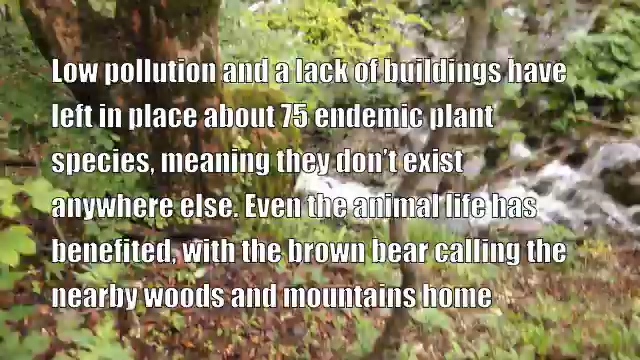 Low pollution and a lack of buildings have
left in place about 75 endemic plant
species, meaning they don't exist
anywhere else. Even the animal life has
benefited, with the brown bear calling the
nearby woods and mountains home